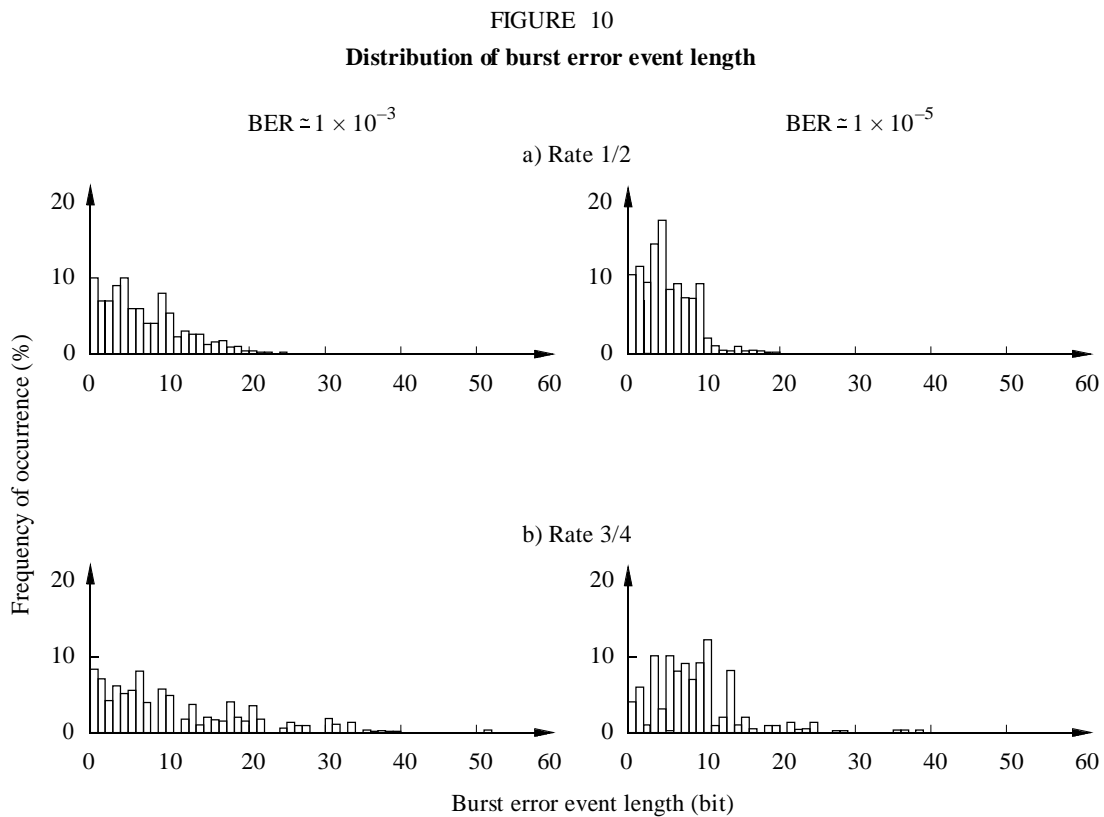 FIGURE 10
Distribution of burst error event length
BER ≃ 1 × 10⁻³
BER ≃ 1 × 10⁻⁵
a) Rate 1/2
20
10
0
0 10 20 30 40 50 60
20
10
0
0 10 20 30 40 50 60
Frequency of occurrence (%)
b) Rate 3/4
20
10
0
0 10 20 30 40 50 60
20
10
0
0 10 20 30 40 50 60
Burst error event length (bit)